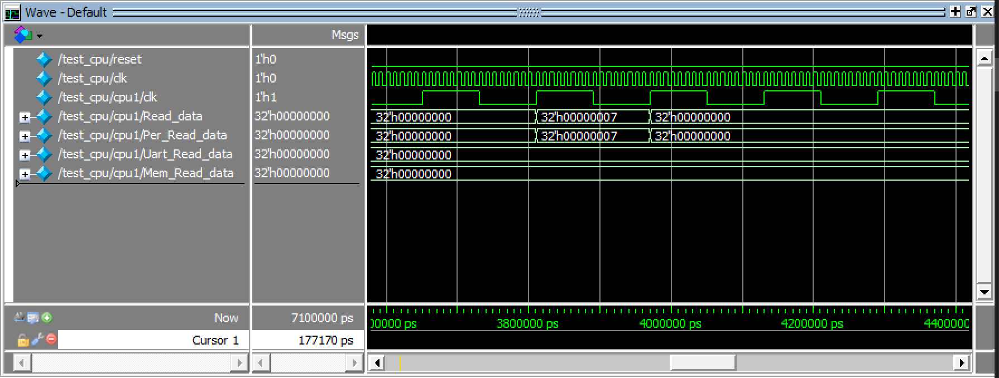 Wave - Default
Msgs
/test_cpu/reset 1'h0
/test_cpu/clk 1'h0
/test_cpu/cpu1/clk 1'h1
/test_cpu/cpu1/Read_data 32'h00000000 32'h00000000 32'h00000007 32'h00000000
/test_cpu/cpu1/Per_Read_data 32'h00000000 32'h00000000 32'h00000007 32'h00000000
/test_cpu/cpu1/Uart_Read_data 32'h00000000 32'h00000000
/test_cpu/cpu1/Mem_Read_data 32'h00000000 32'h00000000
Now 7100000 ps 00000 ps 3800000 ps 4000000 ps 4200000 ps 440000
Cursor 1 177170 ps